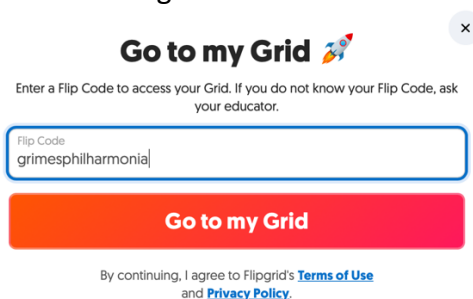 Go to my Grid 🚀
Enter a Flip Code to access your Grid. If you do not know your Flip Code, ask
your educator.
Flip Code
grimesphilharmonia
Go to my Grid
By continuing, I agree to Flipgrid's Terms of Use
and Privacy Policy.